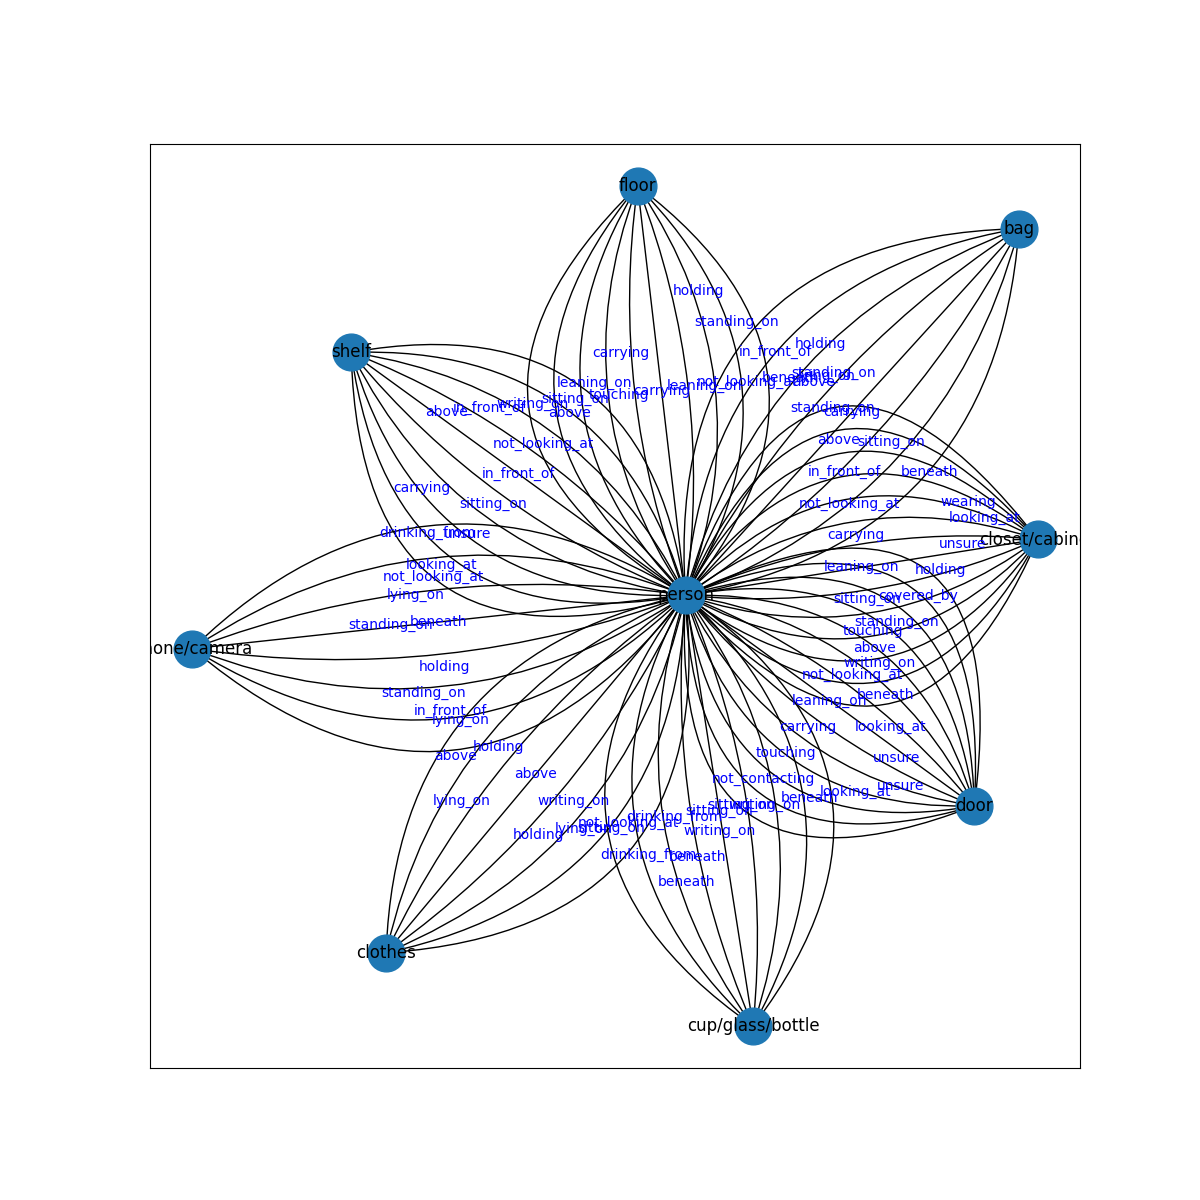 floor
bag
holding
standing_on
holding
in_front_of
shelf
carrying
standing_on
beneath
not_looking_at
above
leaning_on
leaning_on
touching
carrying
sitting_on
writing_on
in_front_of
above
above
standing_on
carrying
above
sitting_on
not_looking_at
in_front_of
in_front_of
beneath
carrying
sitting_on
not_looking_at
wearing
looking_at
drinking_from
unsure
carrying
closet/cabin
unsure
looking_at
leaning_on
holding
not_looking_at
lying_on
person
sitting_on
covered_by
standing_on
beneath
standing_on
touching
one/camera
above
writing_on
holding
not_looking_at
standing_on
beneath
leaning_on
in_front_of
lying_on
carrying
looking_at
holding
above
touching
unsure
above
not_contacting
unsure
lying_on
writing_on
looking_at
beneath
door
sitting_on
writing_on
sitting_on
drinking_from
not_looking_at
lying_on
sitting_on
holding
writing_on
drinking_from
beneath
beneath
clothes
cup/glass/bottle